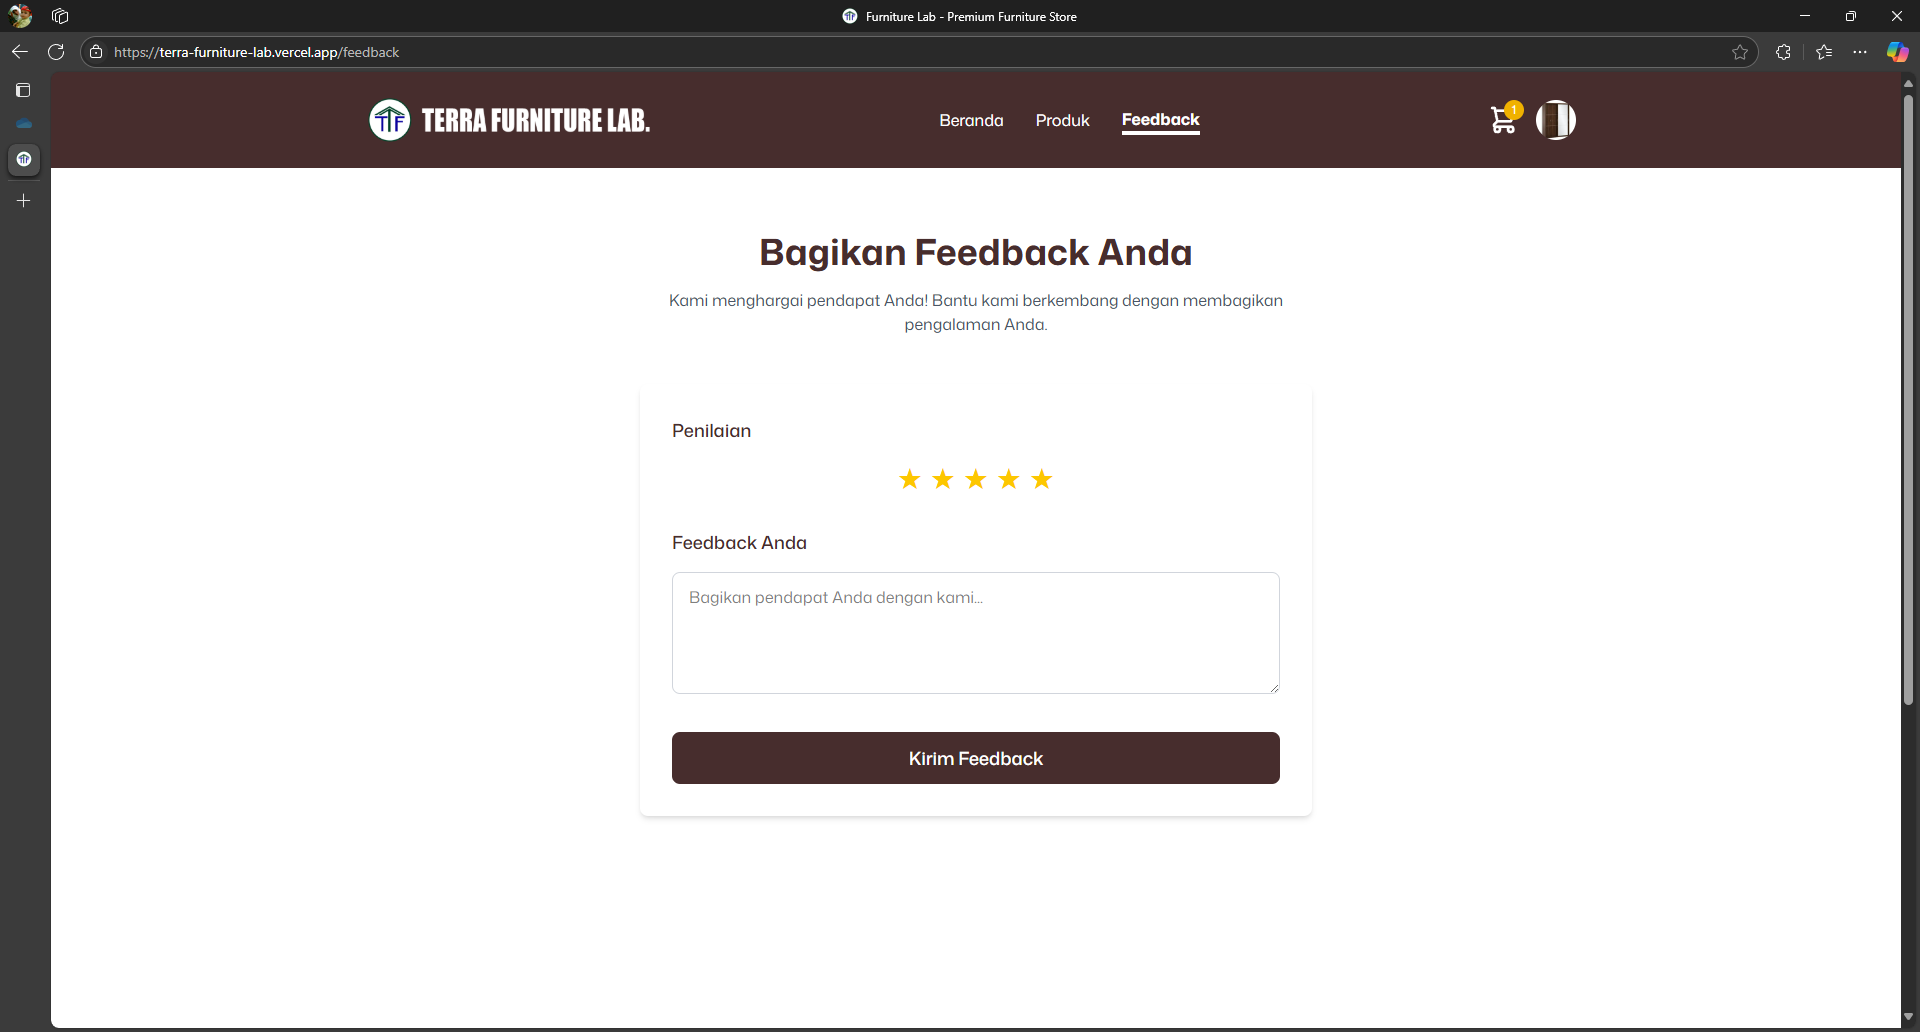 Furniture Lab - Premium Furniture Store
https://terra-furniture-lab.vercel.app/feedback
TF TERRA FURNITURE LAB.
Beranda Produk Feedback
1
Bagikan Feedback Anda
Kami menghargai pendapat Anda! Bantu kami berkembang dengan membagikan
pengalaman Anda.
Penilaian
Feedback Anda
Bagikan pendapat Anda dengan kami...
Kirim Feedback